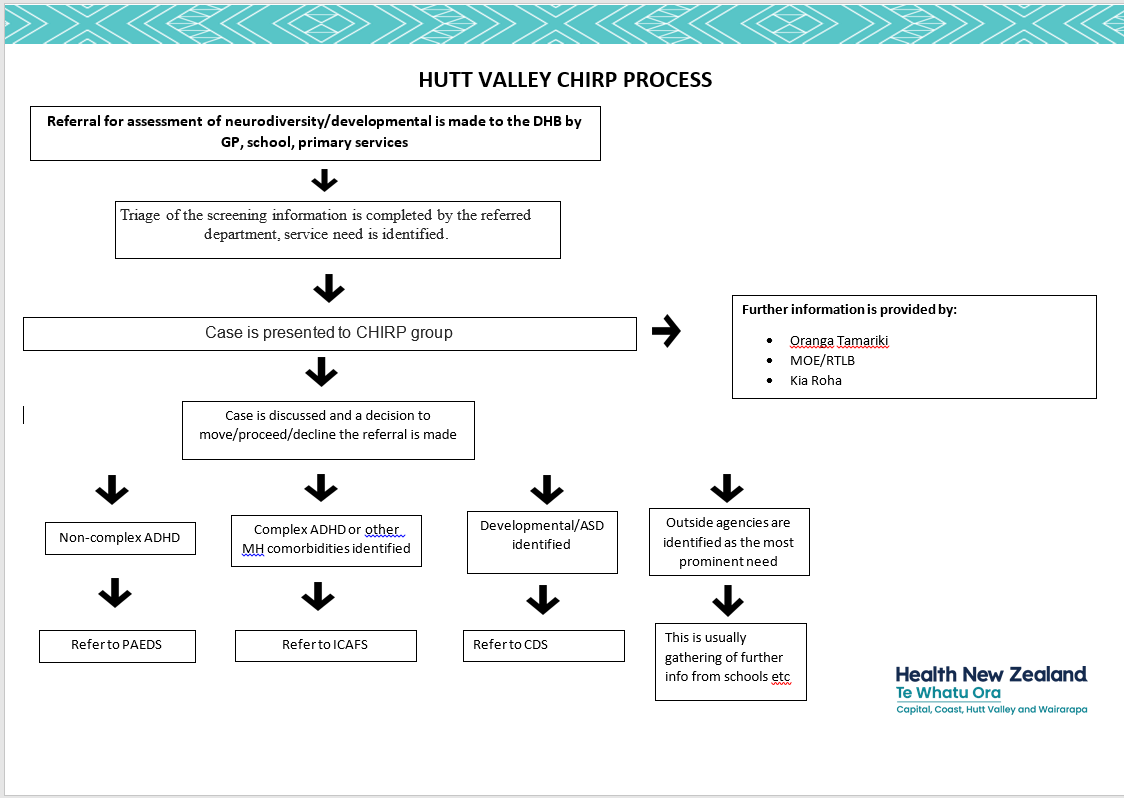 HUTT VALLEY CHIRP PROCESS
Referral for assessment of neurodiversity/developmental is made to the DHB by
GP, school, primary services
Triage of the screening information is completed by the referred
department, service need is identified.
Case is presented to CHIRP group
Further information is provided by:
Oranga Tamariki
MOE/RTLB
Kia Roha
Case is discussed and a decision to
move/proceed/decline the referral is made
Non-complex ADHD
Complex ADHD or other
MH comorbidities identified
Developmental/ASD
identified
Outside agencies are
identified as the most
prominent need
Refer to PAEDS
Refer to ICAFS
Refer to CDS
This is usually
gathering of further
info from schools etc
Health New Zealand
Te Whatu Ora
Capital, Coast, Hutt Valley and Wairarapa